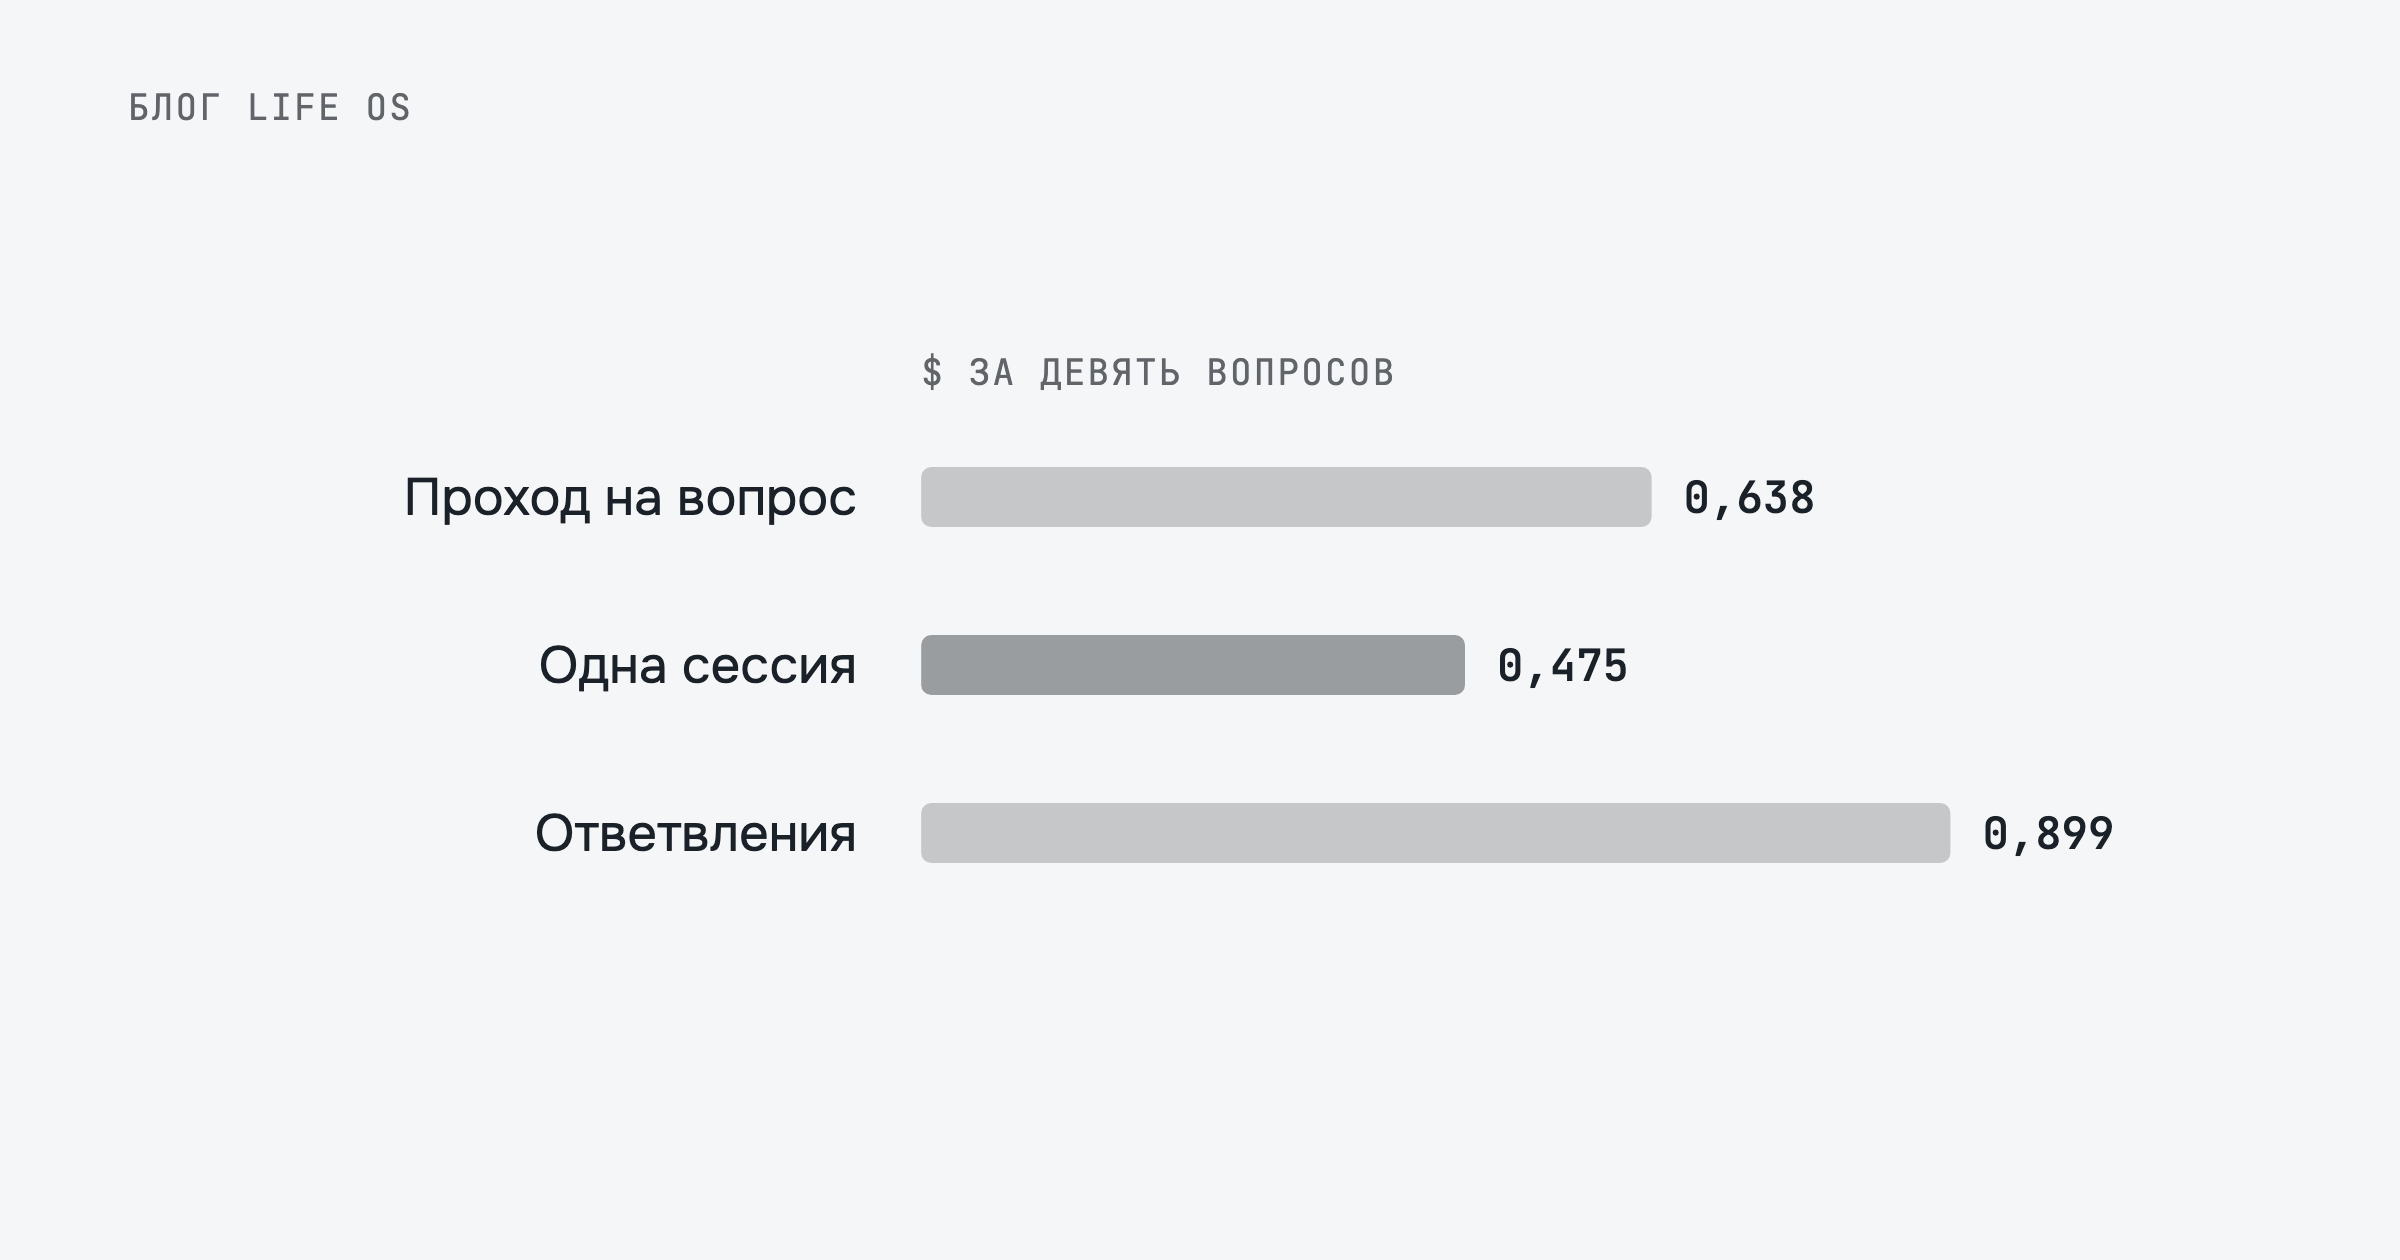 БЛОГ LIFE OS
$ ЗА ДЕВЯТЬ ВОПРОСОВ
Проход на вопрос 0,638
Одна сессия 0,475
Ответвления 0,899